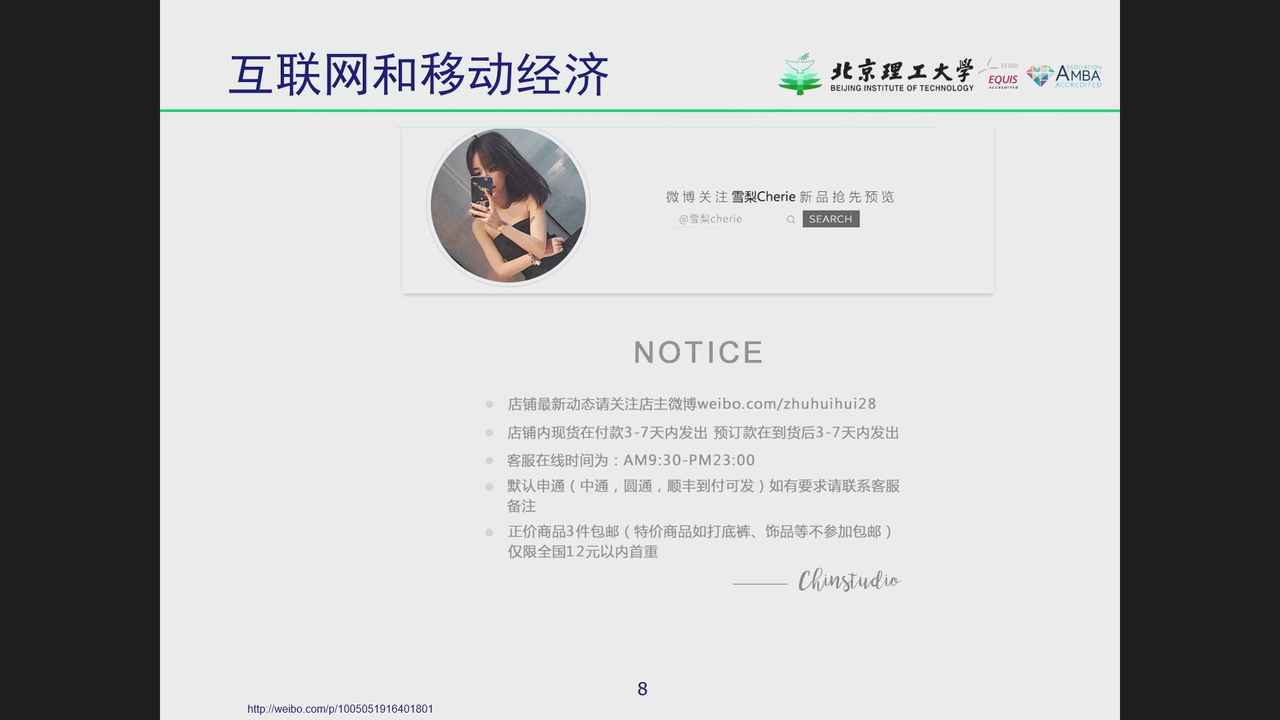 互联网和移动经济
北京理工大学
BEIJING INSTITUTE OF TECHNOLOGY
EFMD
EQUIS
ACCREDITED
ASSOCIATION
AMBA
ACCREDITED
微博关注 雪梨Cherie 新品抢先预览
@雪梨cherie
SEARCH
NOTICE
店铺最新动态请关注店主微博weibo.com/zhuhuihui28
店铺内现货在付款3-7天内发出 预订款在到货后3-7天内发出
客服在线时间为：AM9:30-PM23:00
默认申通（中通，圆通，顺丰到付可发）如有要求请联系客服
备注
正价商品3件包邮（特价商品如打底裤、饰品等不参加包邮）
仅限全国12元以内首重
Chinstudio
8
http://weibo.com/p/1005051916401801